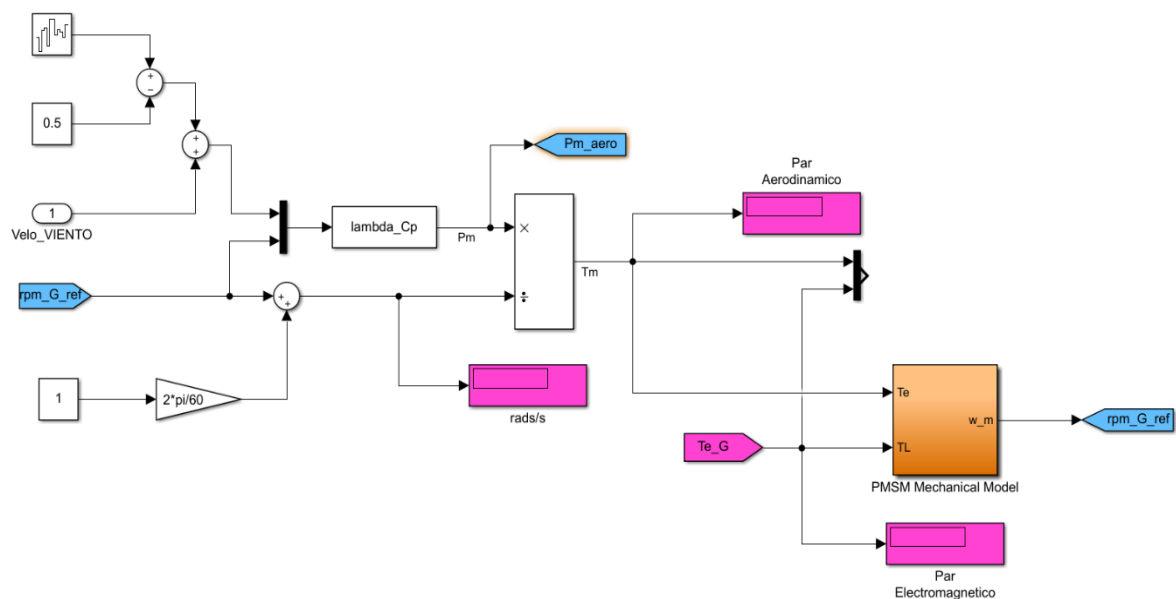 +
−
0.5
+
+
Pm_aero
Par
Aerodinamico
1
Velo_VIENTO
lambda_Cp
Pm
×
Tm
rpm_G_ref
+
+
÷
1
2*pi/60
rads/s
Te
w_m
rpm_G_ref
Te_G
TL
PMSM Mechanical Model
Par
Electromagnetico